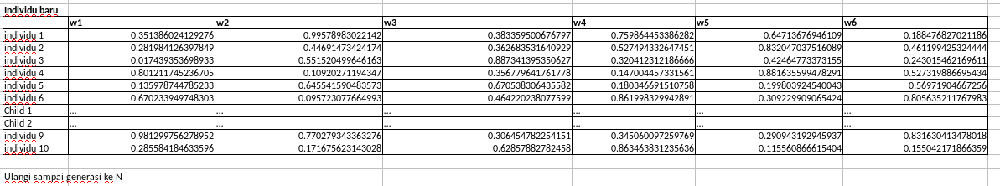 Individu baru
w1 w2 w3 w4 w5 w6
individu 1 0.351386024129276 0.99578983022142 0.383359500676797 0.759864453386282 0.64713676946109 0.188476827021186
individu 2 0.281984126397849 0.44691473424174 0.362683531640929 0.527494332647451 0.832047037516089 0.461199425324444
individu 3 0.017439353698933 0.551520499646163 0.887341395350627 0.320412312186666 0.42464773373155 0.243015462169611
individu 4 0.801211745236705 0.10920271194347 0.356779641761778 0.147004457331561 0.881635599478291 0.527319886695434
individu 5 0.135978744785233 0.645541590483573 0.670538306435582 0.180346691510758 0.199803924540043 0.56971904667256
individu 6 0.670233949748303 0.095723077664993 0.464220238077599 0.861998329942891 0.309229909065424 0.805635211767983
Child 1 ... ... ... ... ... ...
Child 2 ... ... ... ... ... ...
individu 9 0.981299756278952 0.770279343363276 0.306454782254151 0.345060097259769 0.290943192945937 0.831630413478018
individu 10 0.285584184633596 0.171675623143028 0.62857882782458 0.863463831235636 0.115560866615404 0.155042171866359
Ulangi sampai generasi ke N